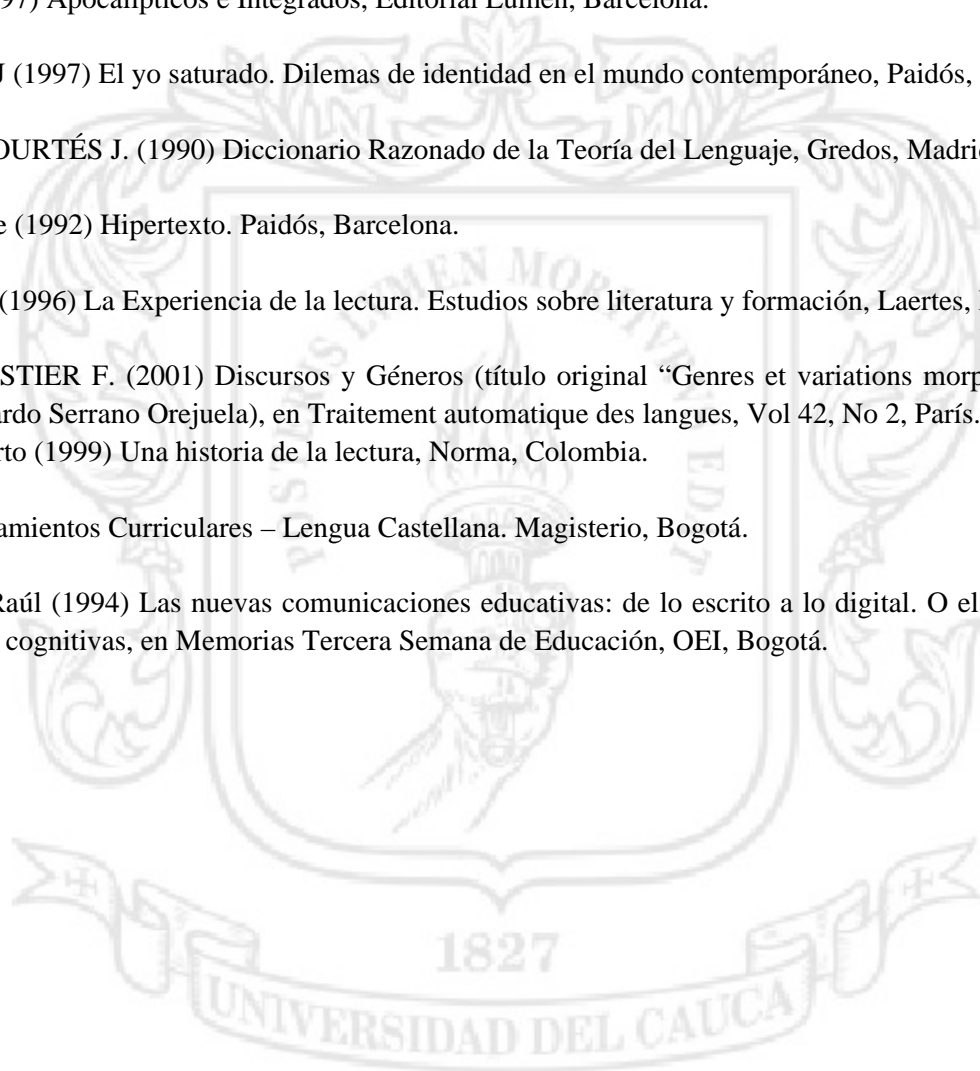 97) Apocalípticos e Integrados, Editorial Lumen, Barcelona.
J (1997) El yo saturado. Dilemas de identidad en el mundo contemporáneo, Paidós,
OURTÉS J. (1990) Diccionario Razonado de la Teoría del Lenguaje, Gredos, Madri
e (1992) Hipertexto. Paidós, Barcelona.
(1996) La Experiencia de la lectura. Estudios sobre literatura y formación, Laertes,
STIER F. (2001) Discursos y Géneros (título original “Genres et variations morp
ardo Serrano Orejuela), en Traitement automatique des langues, Vol 42, No 2, París.
rto (1999) Una historia de la lectura, Norma, Colombia.
amientos Curriculares – Lengua Castellana. Magisterio, Bogotá.
Raúl (1994) Las nuevas comunicaciones educativas: de lo escrito a lo digital. O el
cognitivas, en Memorias Tercera Semana de Educación, OEI, Bogotá.
POSTERIS LVMEN MORITVRVS EDAT
1827
UNIVERSIDAD DEL CAUCA